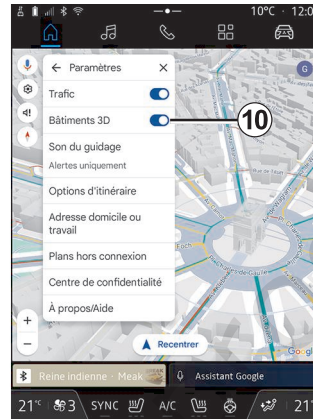 10°C · 12:0
G
Paramètres
Trafic
Bâtiments 3D
10
Son du guidage
Alertes uniquement
Options d'itinéraire
Adresse domicile ou
travail
Plans hors connexion
Centre de confidentialité
À propos/Aide
Foch
+
−
Recentrer
Google
Reine indienne - Meak
Assistant Google
21°C
3
SYNC
A/C
21